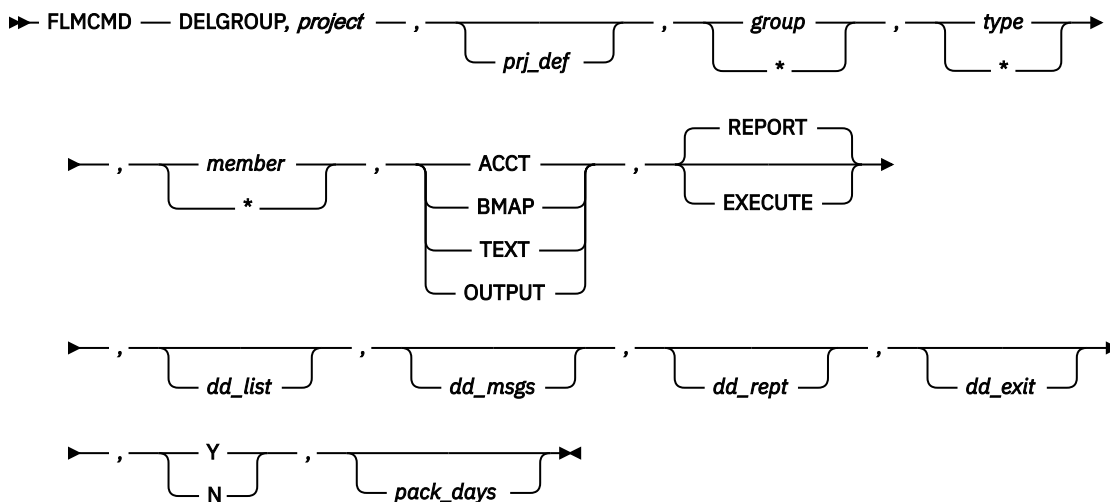 FLMCMD DELGROUP, project , , group , type
prj_def * *
REPORT
, member , ACCT ,
* BMAP EXECUTE
TEXT
OUTPUT
, , , ,
dd_list dd_msgs dd_rept dd_exit
, Y ,
N pack_days